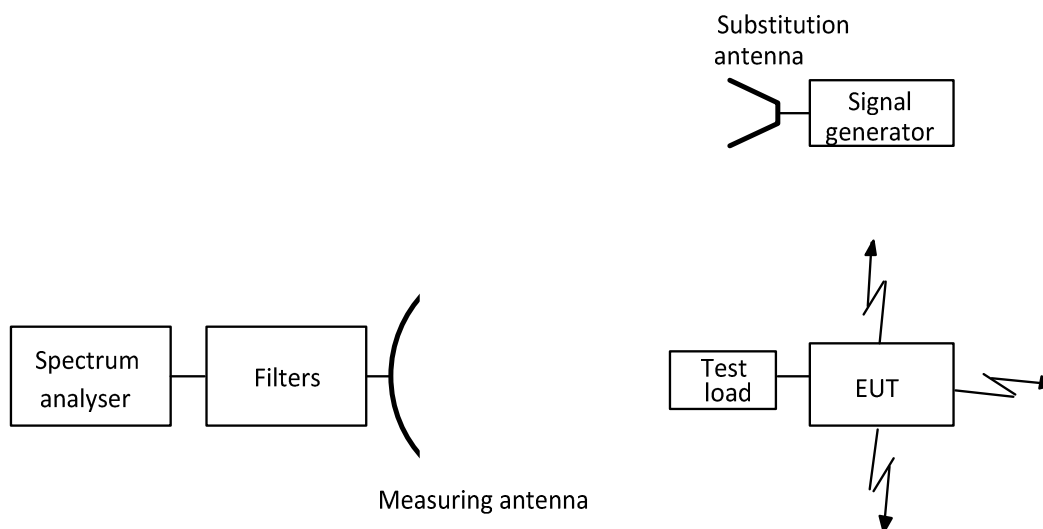 Substitution
antenna
Signal
generator
Spectrum
analyser
Filters
Test
load
EUT
Measuring antenna